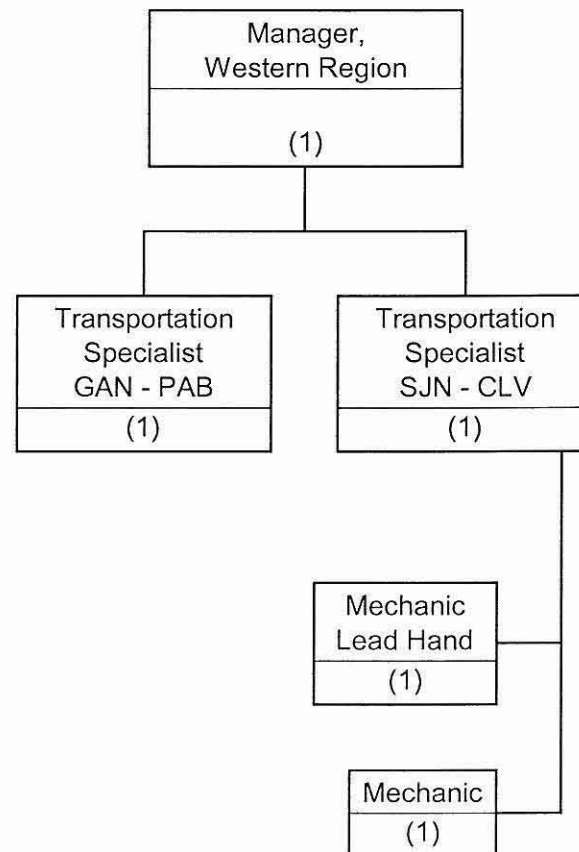 Manager,
Western Region
(1)
Transportation
Specialist
GAN - PAB
(1)
Transportation
Specialist
SJN - CLV
(1)
Mechanic
Lead Hand
(1)
Mechanic
(1)